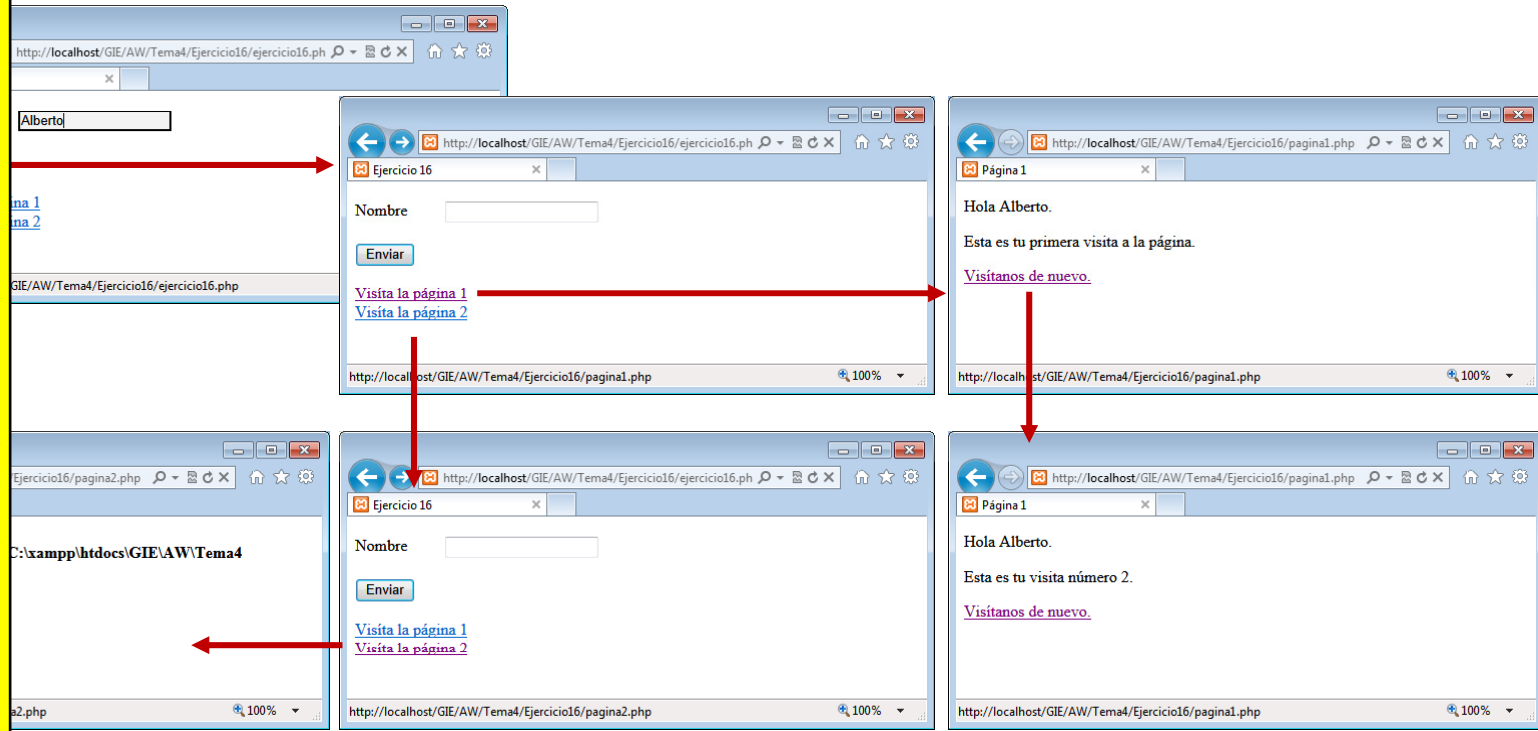 http://localhost/GIE/AW/Tema4/Ejercicio16/ejercicio16.ph
Alberto
ina 1
ina 2
GIE/AW/Tema4/Ejercicio16/ejercicio16.php
http://localhost/GIE/AW/Tema4/Ejercicio16/ejercicio16.ph
Ejercicio 16
Nombre
Enviar
Visíta la página 1
Visíta la página 2
http://localhost/GIE/AW/Tema4/Ejercicio16/pagina1.php
100%
http://localhost/GIE/AW/Tema4/Ejercicio16/pagina1.php
Página 1
Hola Alberto.
Esta es tu primera visita a la página.
Visítanos de nuevo.
http://localhost/GIE/AW/Tema4/Ejercicio16/pagina1.php
100%
/Ejercicio16/pagina2.php
C:\xampp\htdocs\GIE\AW\Tema4
a2.php
100%
http://localhost/GIE/AW/Tema4/Ejercicio16/ejercicio16.ph
Ejercicio 16
Nombre
Enviar
Visíta la página 1
Visíta la página 2
http://localhost/GIE/AW/Tema4/Ejercicio16/pagina2.php
100%
http://localhost/GIE/AW/Tema4/Ejercicio16/pagina1.php
Página 1
Hola Alberto.
Esta es tu visita número 2.
Visítanos de nuevo.
http://localhost/GIE/AW/Tema4/Ejercicio16/pagina1.php
100%